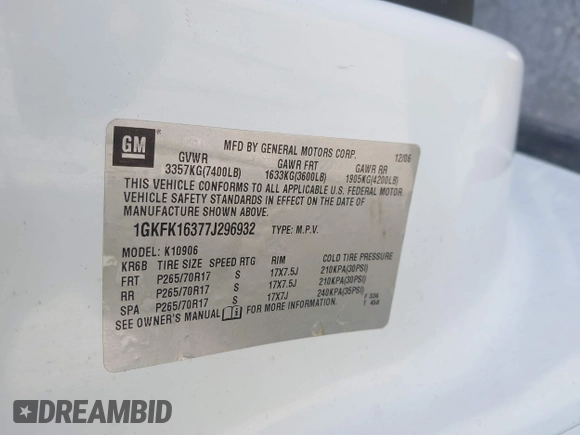 GM
MFD BY GENERAL MOTORS CORP. 12/06
GVWR GAWR FRT GAWR RR
3357KG(7400LB) 1633KG(3600LB) 1905KG(4200LB)
THIS VEHICLE CONFORMS TO ALL APPLICABLE U.S. FEDERAL MOTOR
VEHICLE SAFETY STANDARDS IN EFFECT ON THE DATE OF
MANUFACTURE SHOWN ABOVE.
1GKFK16377J296932 TYPE: M.P.V.
MODEL: K10906
KR6B TIRE SIZE SPEED RTG RIM COLD TIRE PRESSURE
FRT P265/70R17 S 17X7.5J 210KPA(30PSI)
RR P265/70R17 S 17X7.5J 210KPA(30PSI)
SPA P265/70R17 S 17X7J 240KPA(35PSI)
SEE OWNER'S MANUAL FOR MORE INFORMATION.
DREAMBID